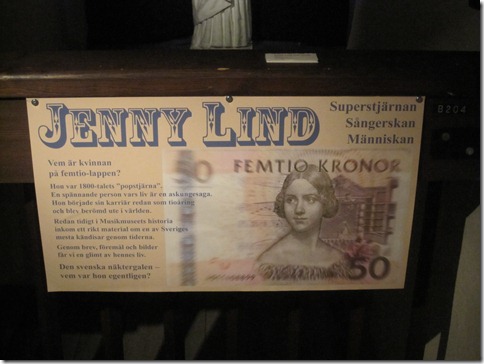 JENNY LIND
Superstjärnan
Sångerskan
Människan
Vem är kvinnan
på femtio-lappen?
Hon var 1800-talets "popstjärna".
En spännande person vars liv är en askungesaga.
Hon började sin karriär redan som tioåring
och blev berömd ute i världen.
Redan tidigt i Musikmuseets historia
inkom ett rikt material om en av Sveriges
mesta kändisar genom tiderna.
Genom brev, föremål och bilder
får vi en glimt av hennes liv.
Den svenska näktergalen –
vem var hon egentligen?
50
FEMTIO KRONOR
50
B204